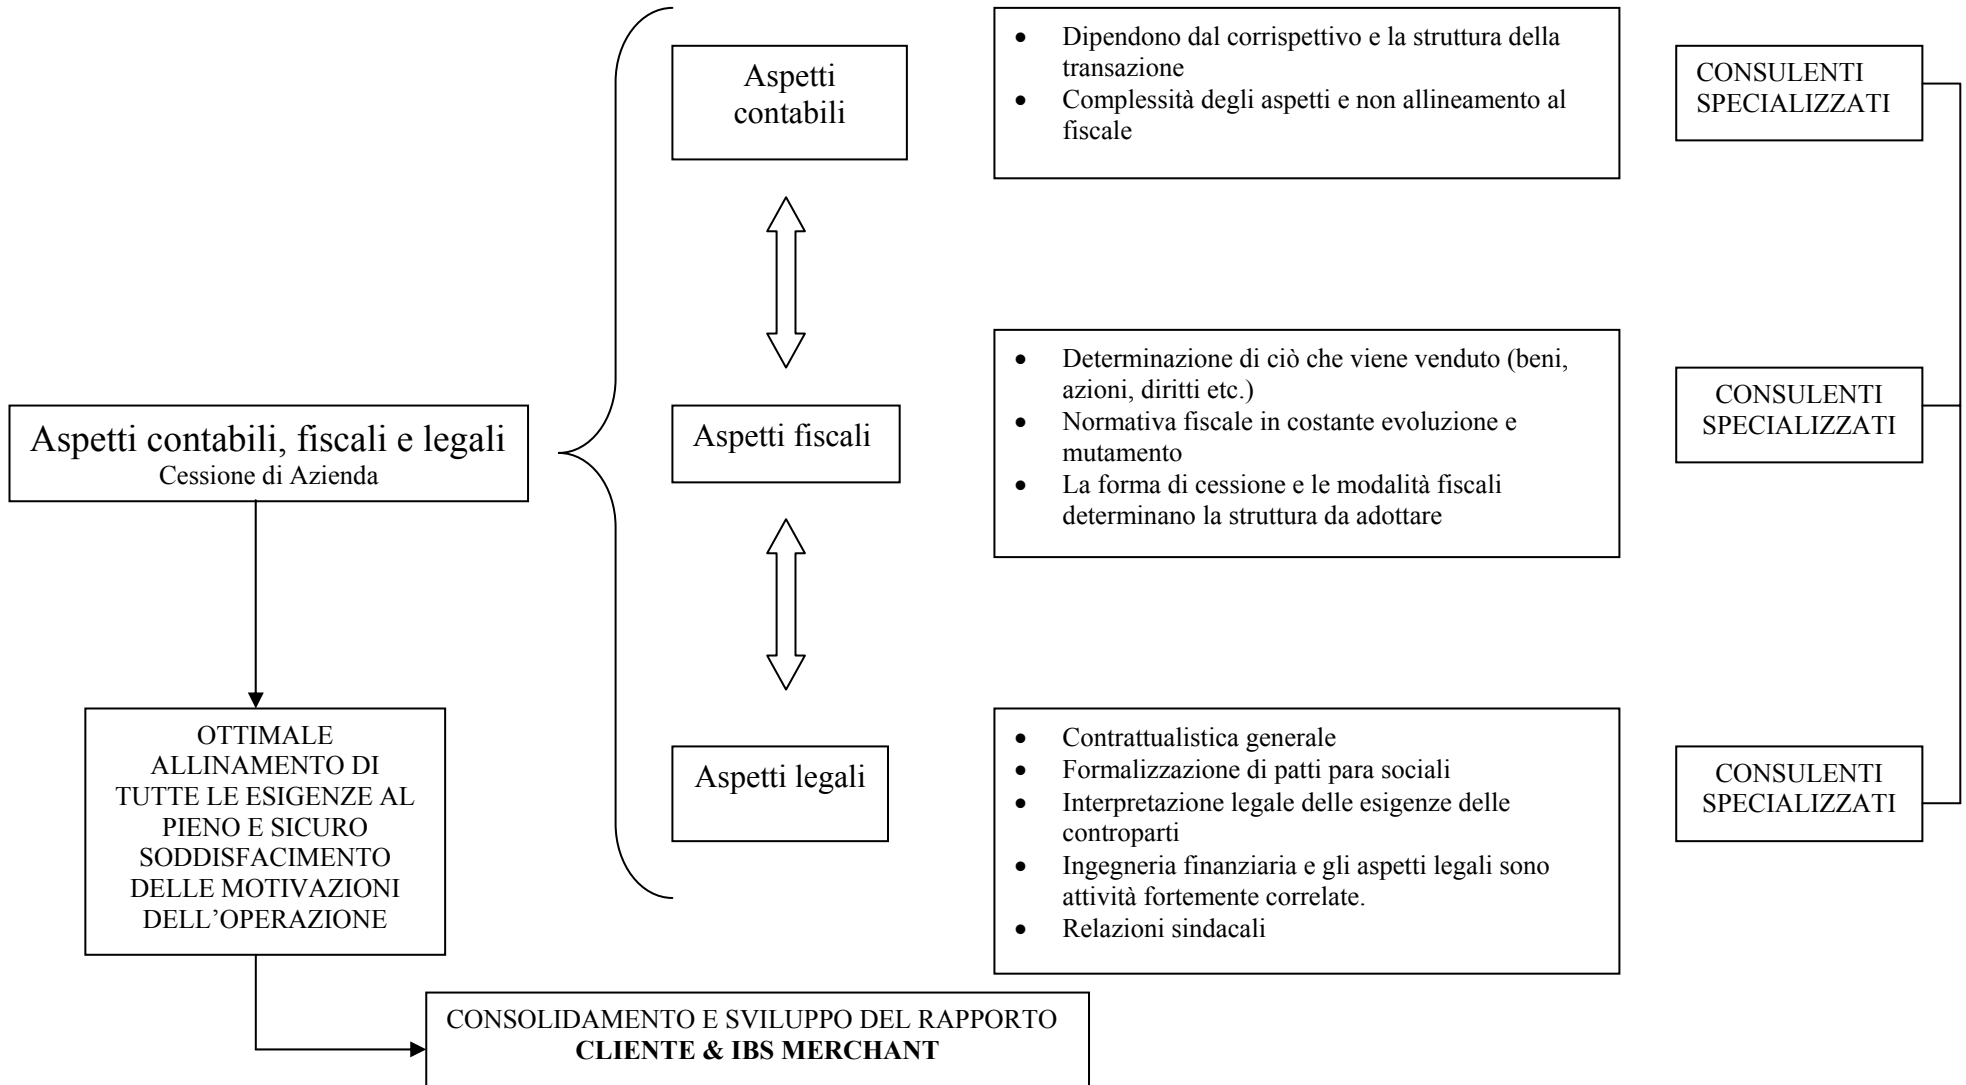 Aspetti contabili, fiscali e legali
Cessione di Azienda
OTTIMALE
ALLINAMENTO DI
TUTTE LE ESIGENZE AL
PIENO E SICURO
SODDISFACIMENTO
DELLE MOTIVAZIONI
DELL’OPERAZIONE
CONSOLIDAMENTO E SVILUPPO DEL RAPPORTO
CLIENTE & IBS MERCHANT
Aspetti
contabili
• Dipendono dal corrispettivo e la struttura della
transazione
• Complessità degli aspetti e non allineamento al
fiscale
CONSULENTI
SPECIALIZZATI
Aspetti fiscali
• Determinazione di ciò che viene venduto (beni,
azioni, diritti etc.)
• Normativa fiscale in costante evoluzione e
mutamento
• La forma di cessione e le modalità fiscali
determinano la struttura da adottare
CONSULENTI
SPECIALIZZATI
Aspetti legali
• Contrattualistica generale
• Formalizzazione di patti para sociali
• Interpretazione legale delle esigenze delle
controparti
• Ingegneria finanziaria e gli aspetti legali sono
attività fortemente correlate.
• Relazioni sindacali
CONSULENTI
SPECIALIZZATI